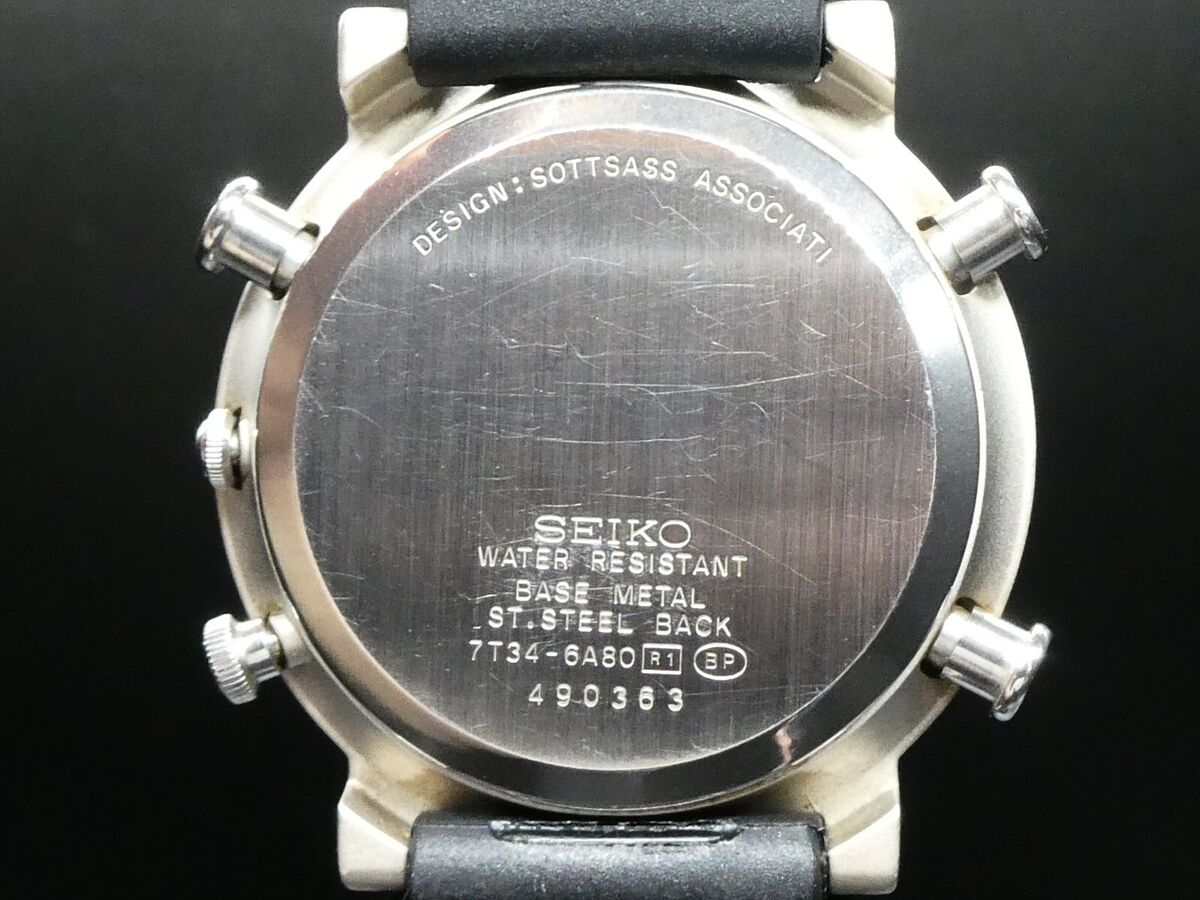 DESIGN:SOTTSASS ASSOCIATI
SEIKO
WATER RESISTANT
BASE METAL
ST.STEEL BACK
7T34-6A80 R1 BP
490363